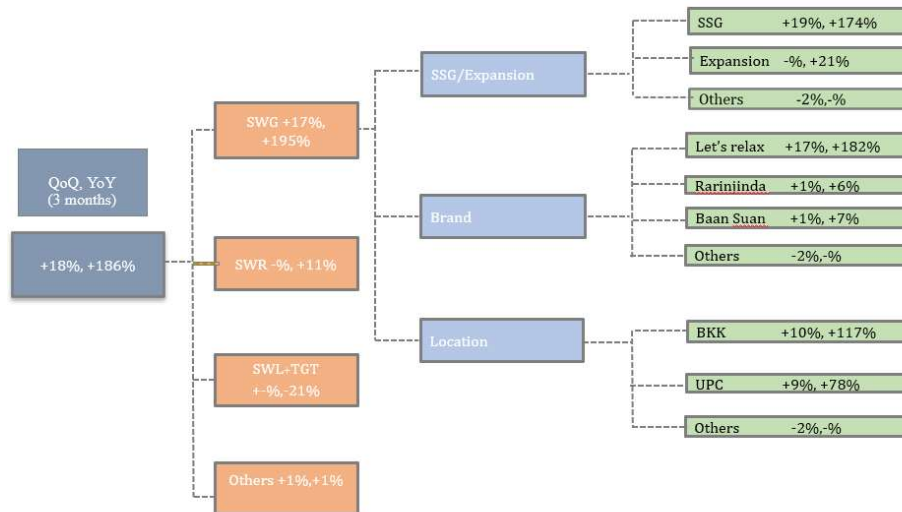 QoQ, YoY
(3 months)
+18%, +186%
SWG +17%,
+195%
SWR -%, +11%
SWL+TGT
+-%,-21%
Others +1%,+1%
SSG/Expansion
Brand
Location
SSG +19%, +174%
Expansion -%, +21%
Others -2%,-%
Let's relax +17%, +182%
Rariniinda +1%, +6%
Baan Suan +1%, +7%
Others -2%,-%
BKK +10%, +117%
UPC +9%, +78%
Others -2%,-%